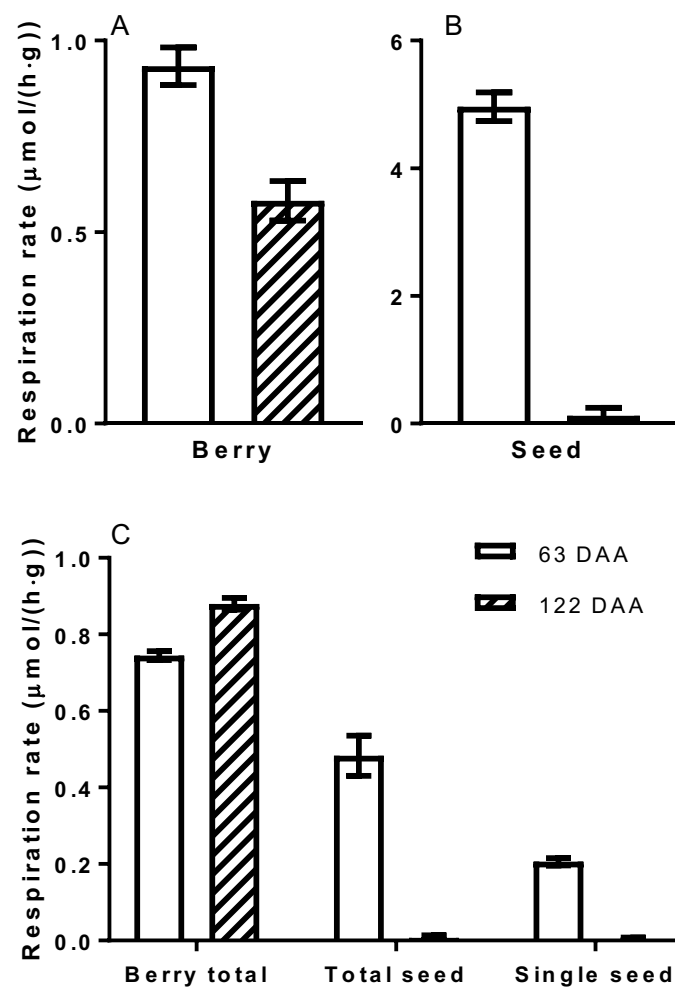 A
B
Respiration rate (μmol/(h·g))
1.0
0.5
0.0
6
4
2
0
Berry
Seed
C
63 DAA
122 DAA
Respiration rate (μmol/(h·g))
1.0
0.8
0.6
0.4
0.2
0.0
Berry total
Total seed
Single seed